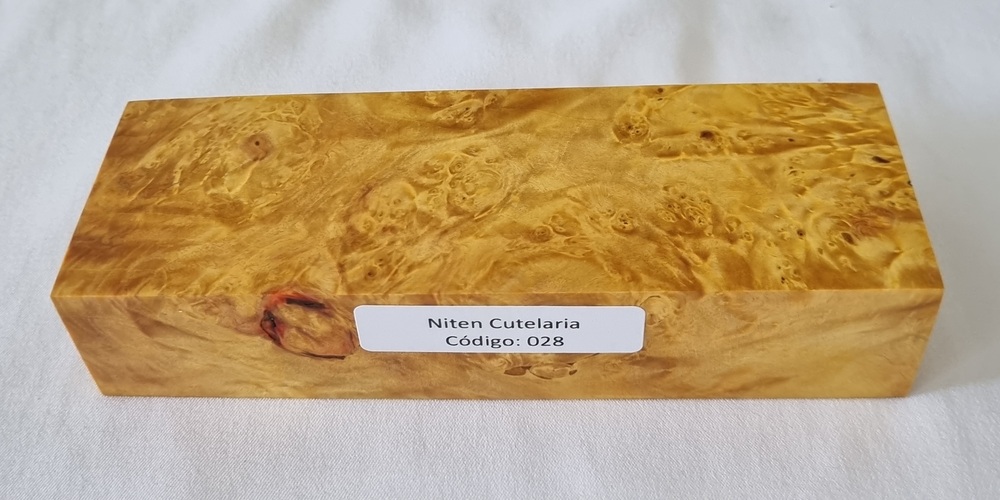 Niten Cutelaria
Código: 028